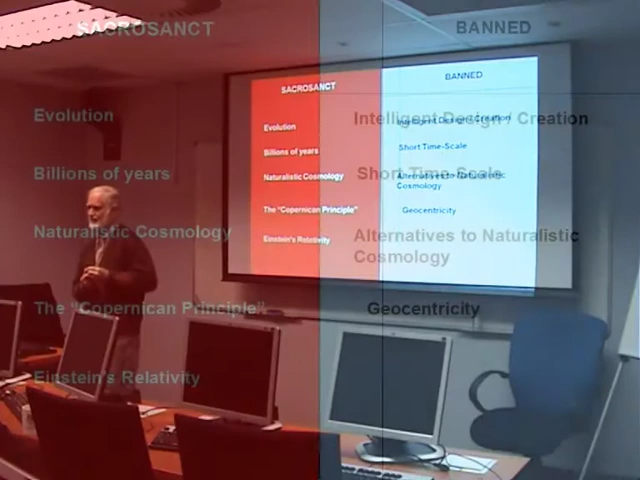 SACROSANCT BANNED
Evolution Intelligent Design / Creation
Billions of years Short Time-Scale
Naturalistic Cosmology Alternatives to Naturalistic
Cosmology
The "Copernican Principle" Geocentricity
Einstein's Relativity
SACROSANCT BANNED
Evolution Intelligent Design / Creation
Billions of years Short Time-Scale
Naturalistic Cosmology Alternatives to Naturalistic
Cosmology
The "Copernican Principle" Geocentricity
Einstein's Relativity